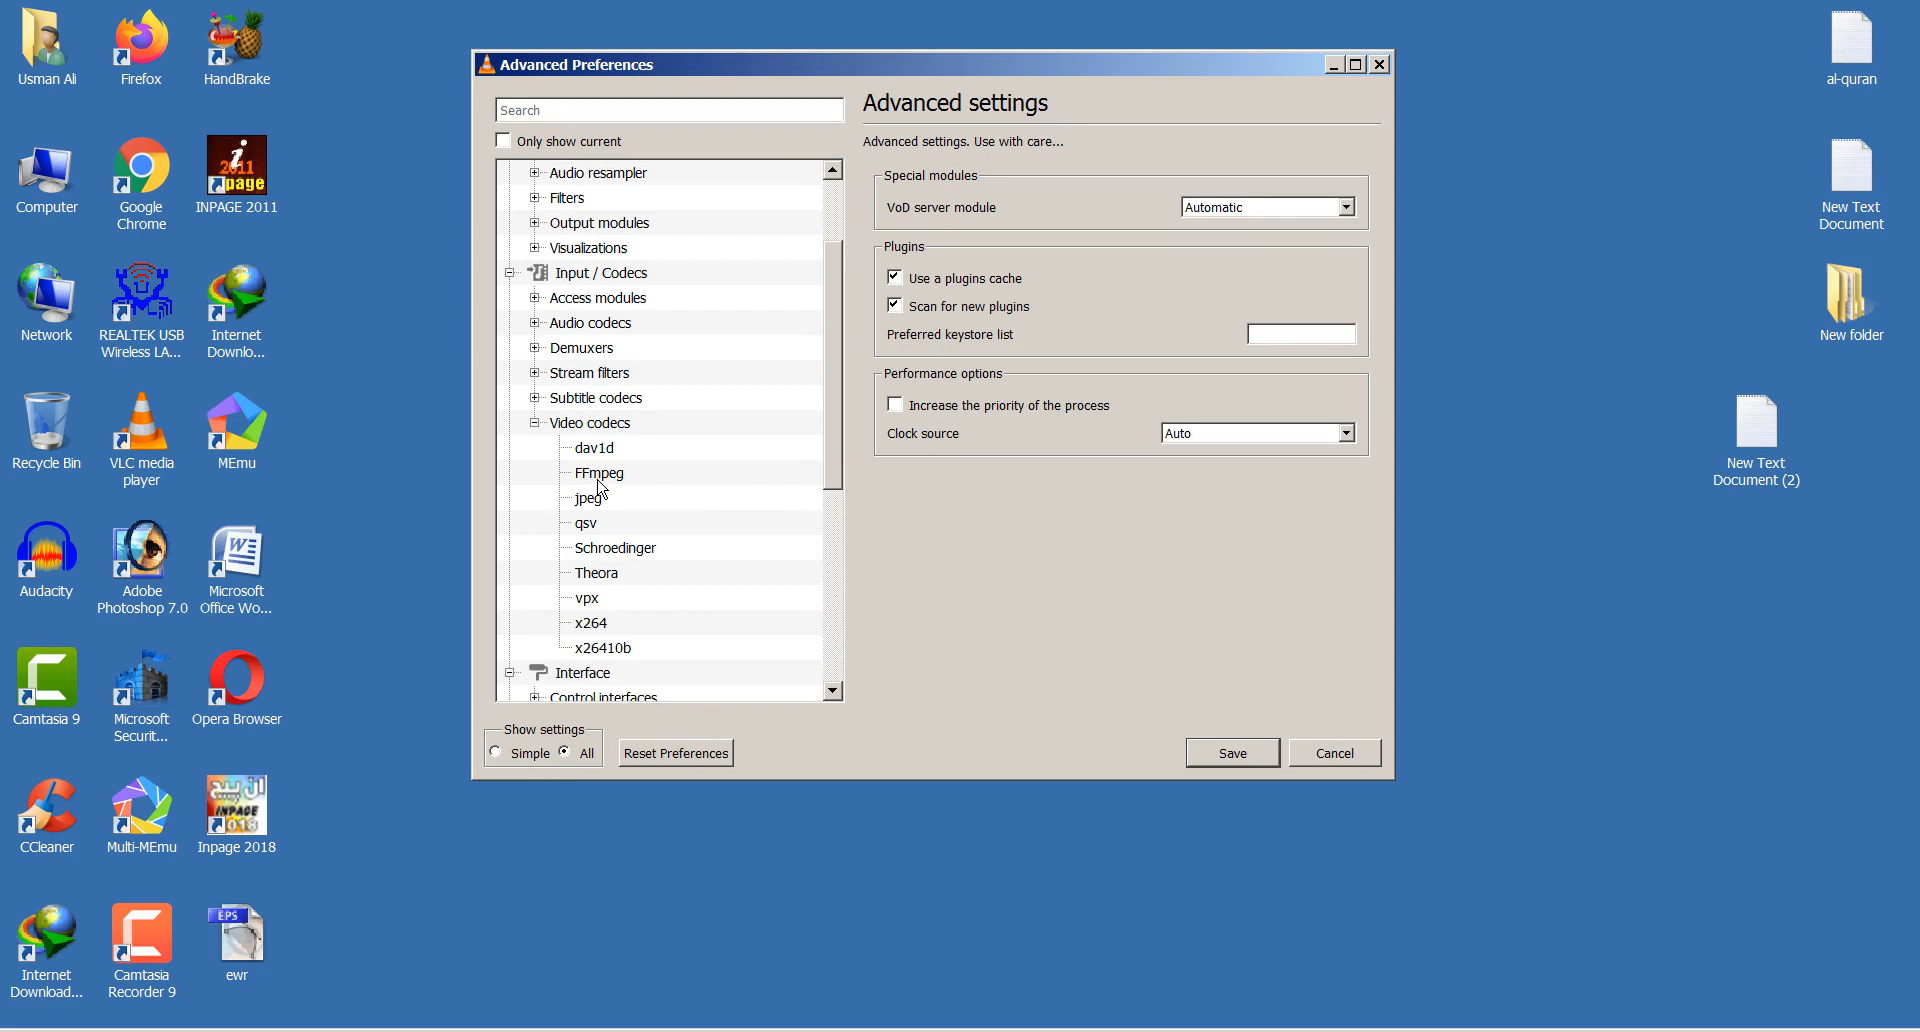 Usman Ali
Firefox
HandBrake
Computer
Google
Chrome
2011
page
INPAGE 2011
Network
REALTEK USB
Wireless LA...
Internet
Downlo...
Recycle Bin
VLC media
player
MEmu
Audacity
Adobe
Photoshop 7.0
W
Microsoft
Office Wo...
Camtasia 9
Microsoft
Securit...
Opera Browser
CCleaner
Multi-MEmu
ان پیج
INPAGE
2018
Inpage 2018
Internet
Download...
Camtasia
Recorder 9
EPS
ewr
Advanced Preferences
Search
Only show current
Audio resampler
Filters
Output modules
Visualizations
Input / Codecs
Access modules
Audio codecs
Demuxers
Stream filters
Subtitle codecs
Video codecs
dav1d
FFmpeg
jpeg
qsv
Schroedinger
Theora
vpx
x264
x26410b
Interface
Control interfaces
Show settings
Simple
All
Reset Preferences
Advanced settings
Advanced settings. Use with care...
Special modules
VoD server module
Automatic
Plugins
Use a plugins cache
Scan for new plugins
Preferred keystore list
Performance options
Increase the priority of the process
Clock source
Auto
Save
Cancel
al-quran
New Text
Document
New folder
New Text
Document (2)